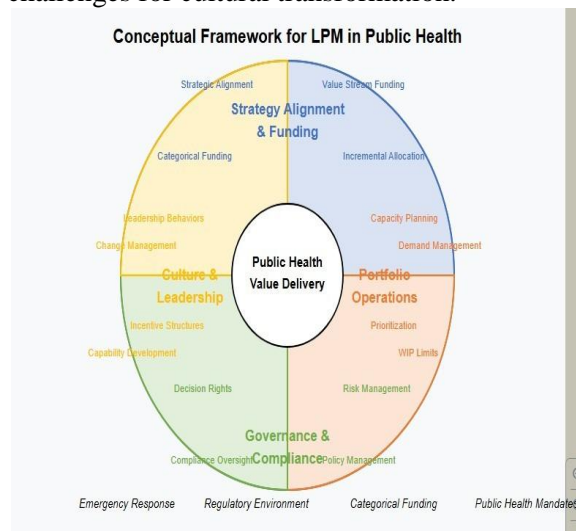 challenges for cultural transformation.
Conceptual Framework for LPM in Public Health
Strategic Alignment
Value Stream Funding
Strategy Alignment
& Funding
Categorical Funding
Incremental Allocation
Leadership Behaviors
Capacity Planning
Change Management
Demand Management
Public Health
Value Delivery
Culture &
Leadership
Portfolio
Operations
Incentive Structures
Prioritization
Capability Development
WIP Limits
Decision Rights
Risk Management
Governance &
Compliance
Compliance Oversight
Policy Management
Emergency Response
Regulatory Environment
Categorical Funding
Public Health Mandates